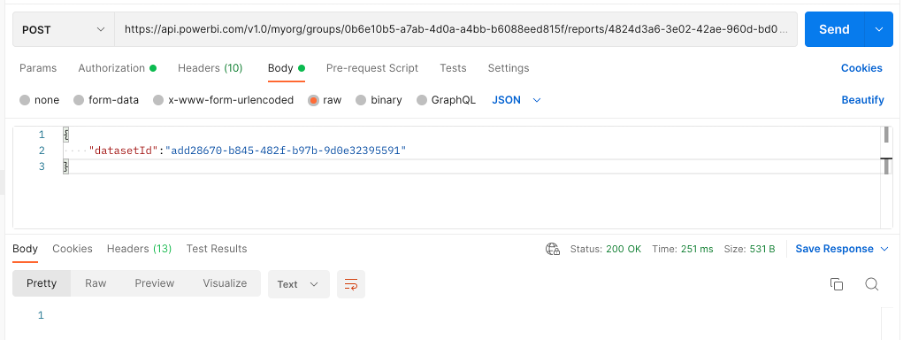 POST https://api.powerbi.com/v1.0/myorg/groups/0b6e10b5-a7ab-4d0a-a4bb-b6088eed815f/reports/4824d3a6-3e02-42ae-960d-bd0 ... Send
Params Authorization Headers (10) Body Pre-request Script Tests Settings Cookies
none form-data x-www-form-urlencoded raw binary GraphQL JSON Beautify
1 {
2 "datasetId":"add28670-b845-482f-b97b-9d0e32395591"
3 }
Body Cookies Headers (13) Test Results Status: 200 OK Time: 251 ms Size: 531 B Save Response
Pretty Raw Preview Visualize Text
1